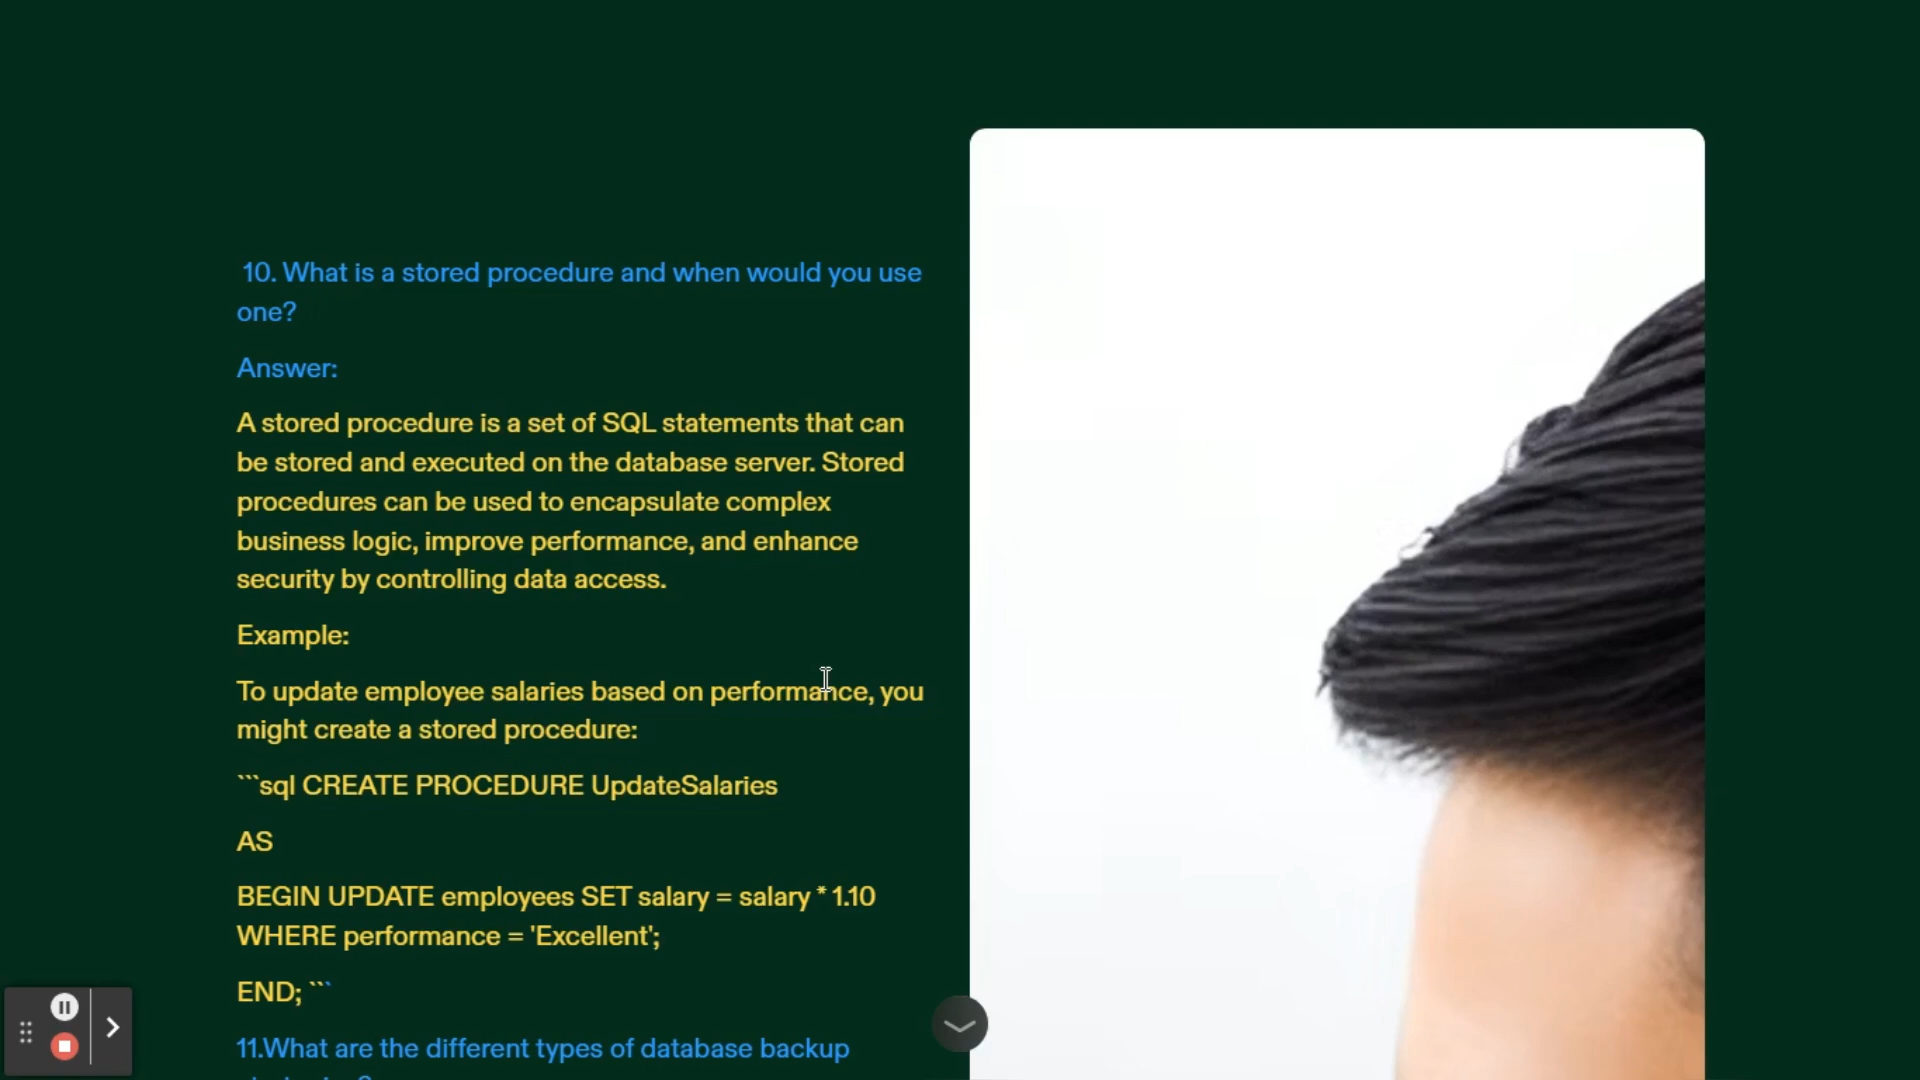 10. What is a stored procedure and when would you use
one?
Answer:
A stored procedure is a set of SQL statements that can
be stored and executed on the database server. Stored
procedures can be used to encapsulate complex
business logic, improve performance, and enhance
security by controlling data access.
Example:
To update employee salaries based on performance, you
might create a stored procedure:
```sql CREATE PROCEDURE UpdateSalaries
AS
BEGIN UPDATE employees SET salary = salary * 1.10
WHERE performance = 'Excellent';
END; ```
11.What are the different types of database backup